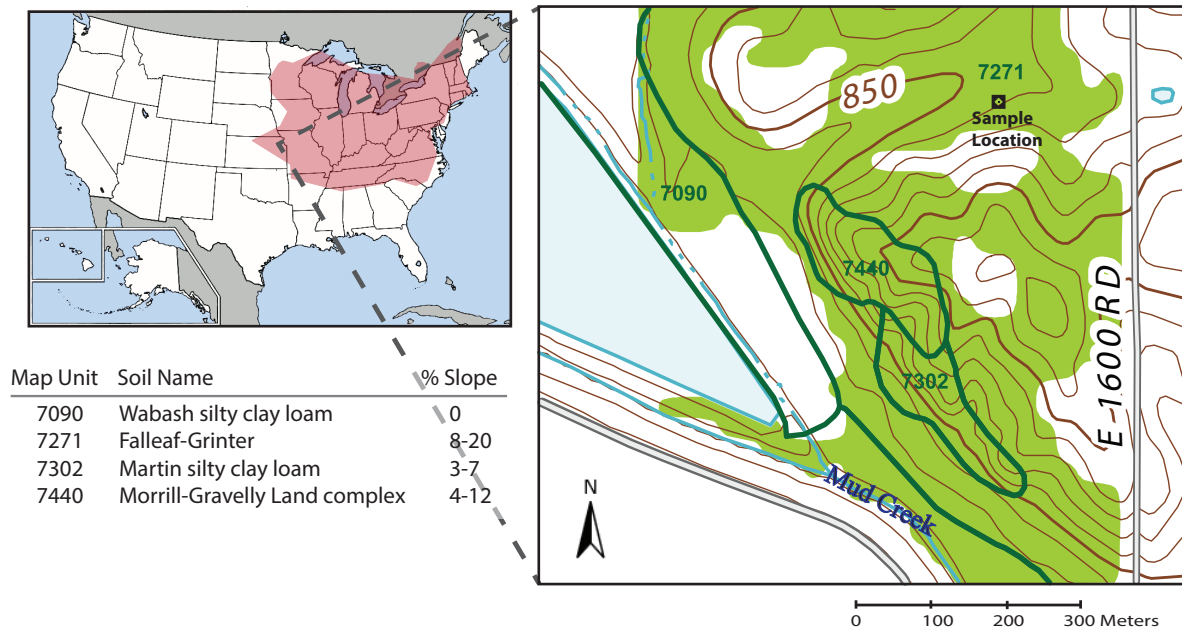 Map Unit Soil Name % Slope
7090 Wabash silty clay loam 0
7271 Falleaf-Grinter 8-20
7302 Martin silty clay loam 3-7
7440 Morrill-Gravelly Land complex 4-12
850
7271
Sample
Location
7090
7440
7302
E 1600 RD
Mud Creek
N
0 100 200 300 Meters